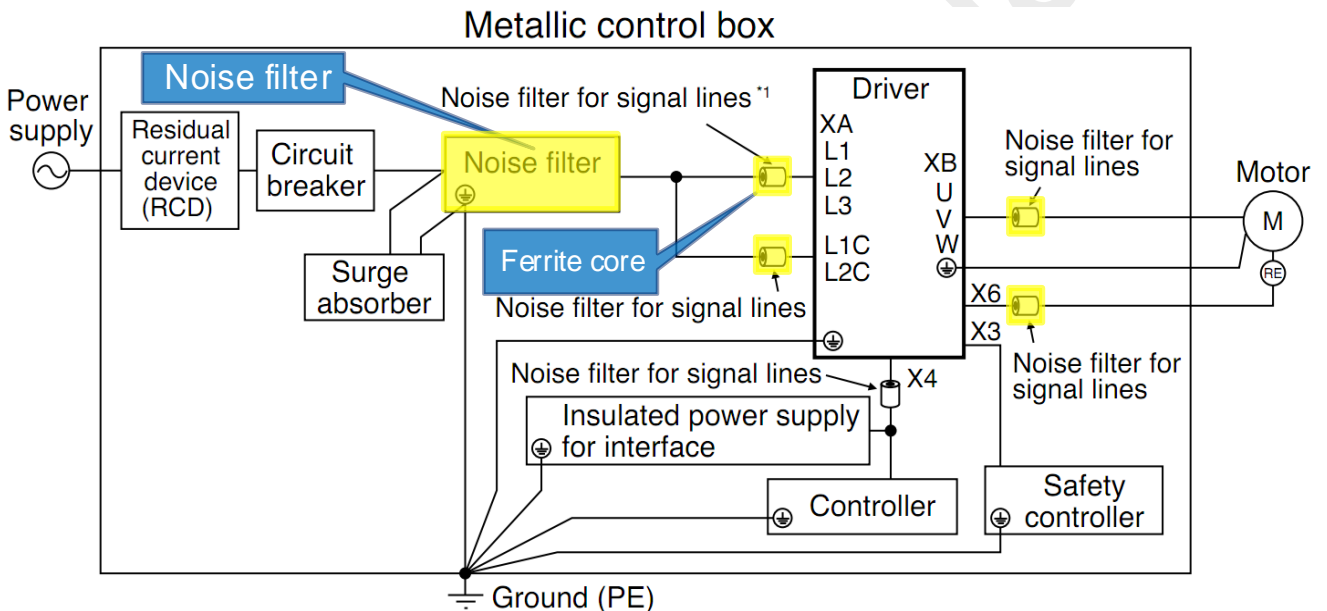 Metallic control box
Noise filter
Noise filter for signal lines *1
Power
supply
Residual
current
device
(RCD)
Circuit
breaker
Noise filter
Surge
absorber
Ferrite core
Noise filter for signal lines
Driver
XA
L1
L2
L3
L1C
L2C
XB
U
V
W
X6
X3
X4
Noise filter for
signal lines
Motor
M
RE
Noise filter for
signal lines
Noise filter for signal lines
Insulated power supply
for interface
Controller
Safety
controller
Ground (PE)